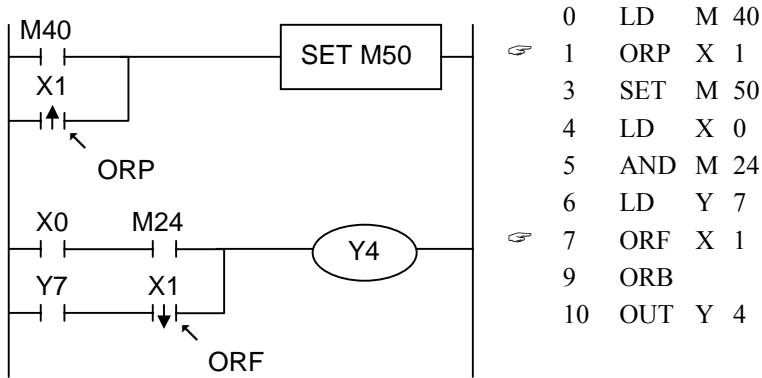 M40
SET M50
X1
ORP
X0 M24
Y4
Y7 X1
ORF
0 LD M 40
☞ 1 ORP X 1
3 SET M 50
4 LD X 0
5 AND M 24
6 LD Y 7
☞ 7 ORF X 1
9 ORB
10 OUT Y 4